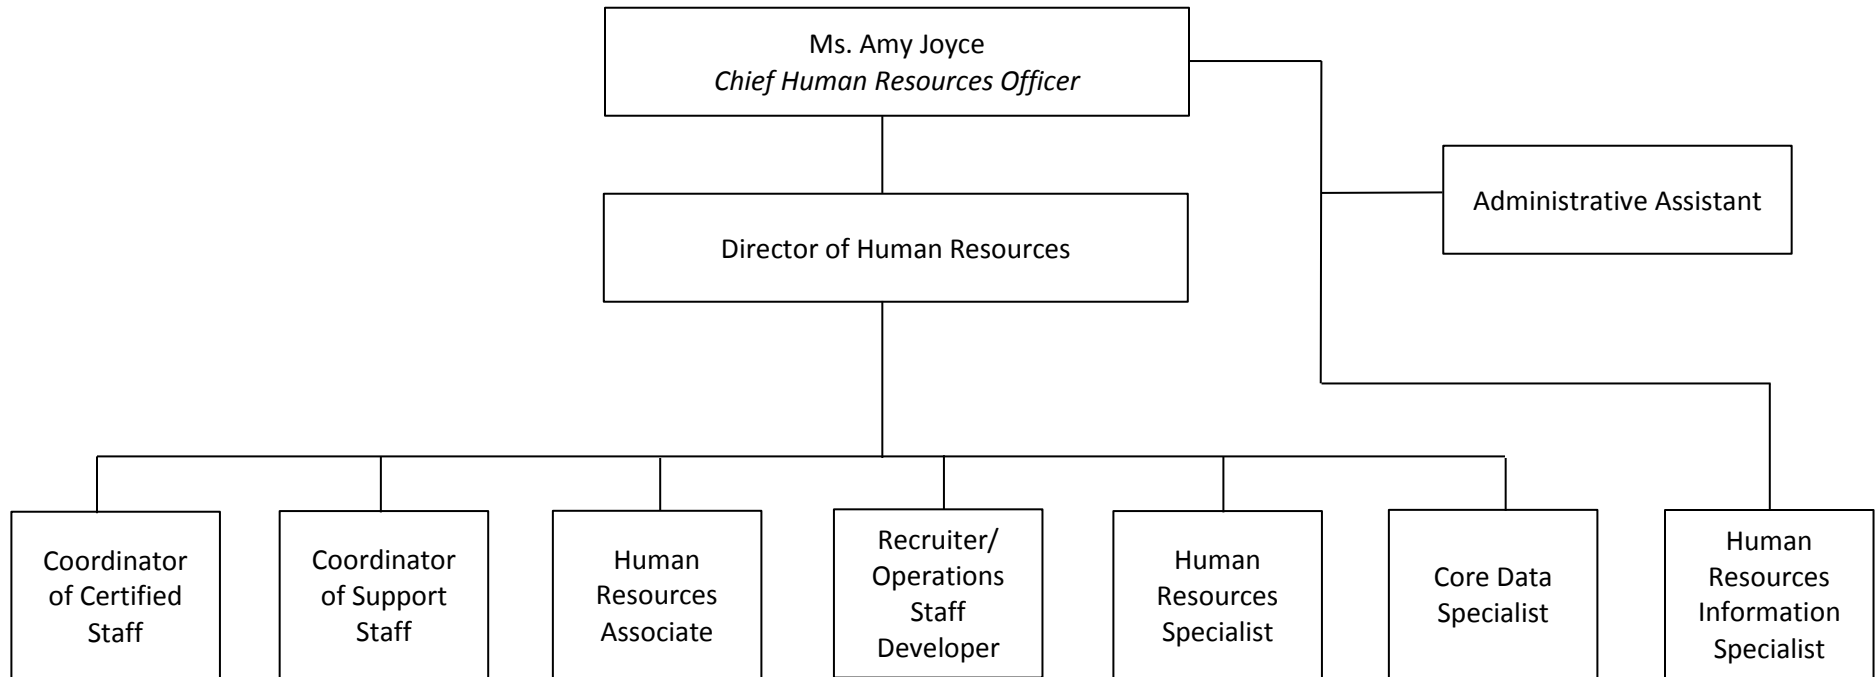 Ms. Amy Joyce
Chief Human Resources Officer
Administrative Assistant
Director of Human Resources
Coordinator
of Certified
Staff
Coordinator
of Support
Staff
Human
Resources
Associate
Recruiter/
Operations
Staff
Developer
Human
Resources
Specialist
Core Data
Specialist
Human
Resources
Information
Specialist